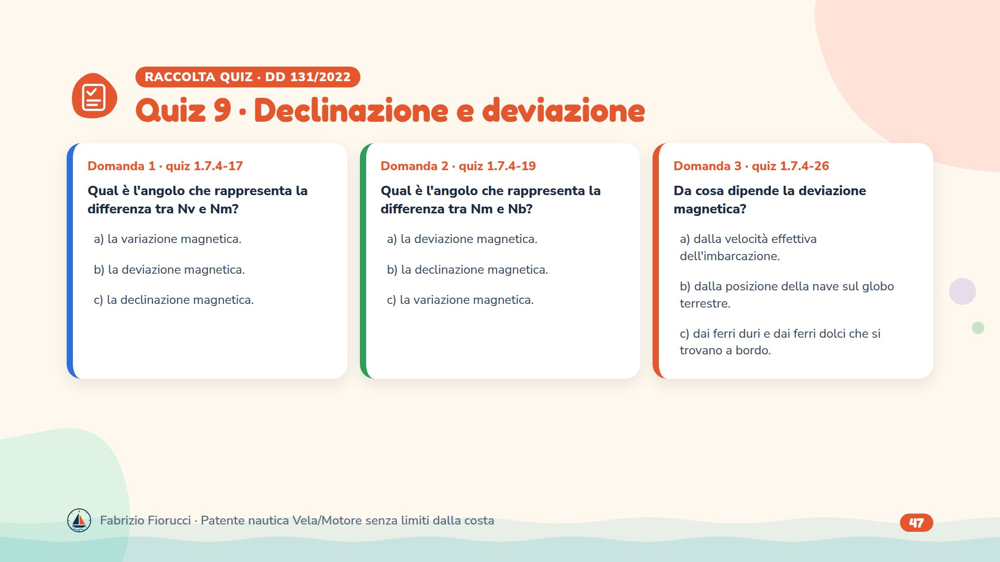 RACCOLTA QUIZ · DD 131/2022
Quiz 9 · Declinazione e deviazione
Domanda 1 · quiz 1.7.4-17
Qual è l'angolo che rappresenta la
differenza tra Nv e Nm?
a) la variazione magnetica.
b) la deviazione magnetica.
c) la declinazione magnetica.
Domanda 2 · quiz 1.7.4-19
Qual è l'angolo che rappresenta la
differenza tra Nm e Nb?
a) la deviazione magnetica.
b) la declinazione magnetica.
c) la variazione magnetica.
Domanda 3 · quiz 1.7.4-26
Da cosa dipende la deviazione
magnetica?
a) dalla velocità effettiva
dell'imbarcazione.
b) dalla posizione della nave sul globo
terrestre.
c) dai ferri duri e dai ferri dolci che si
trovano a bordo.
Fabrizio Fiorucci · Patente nautica Vela/Motore senza limiti dalla costa
47